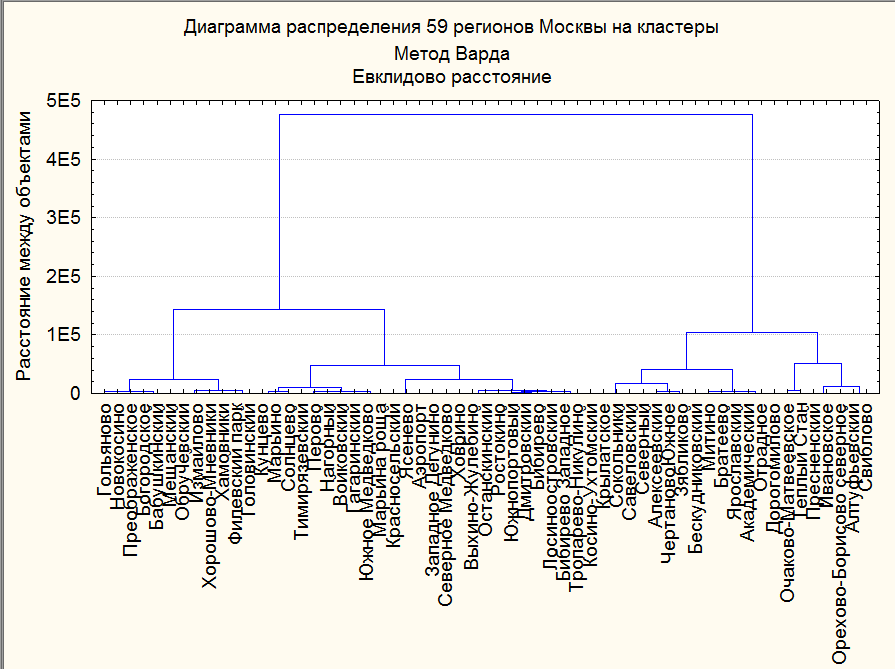 Диаграмма распределения 59 регионов Москвы на кластеры
Метод Варда
Евклидово расстояние
Расстояние между объектами
5E5
4E5
3E5
2E5
1E5
0
Гольяново
Новокосино
Преображенское
Богородское
Бабушкинский
Мещанский
Обручевский
Измайлово
Хорошово-Мневники
Хамовники
Филевский парк
Головинский
Кунцево
Марьино
Солнцево
Тимирязевский
Перово
Нагорный
Войковский
Гагаринский
Южное Медведково
Марьина роща
Красносельский
Ясенево
Аэропорт
Западное Дегунино
Северное Медведково
Ховрино
Выхино-Жулебино
Останкинский
Ростокино
Южнопортовый
Дмитровский
Бибирево
Лосиноостровский
Бибирево Западное
Тропарево-Никулино
Косино-Ухтомский
Крылатское
Сокольники
Савеловский
Северный
Алексеевский
Чертаново Южное
Зябликово
Бескудниковский
Митино
Братеево
Ярославский
Академический
Отрадное
Дорогомилово
Очаково-Матвеевское
Теплый Стан
Пресненский
Ивановское
Орехово-Борисово Северное
Алтуфьевский
Свиблово